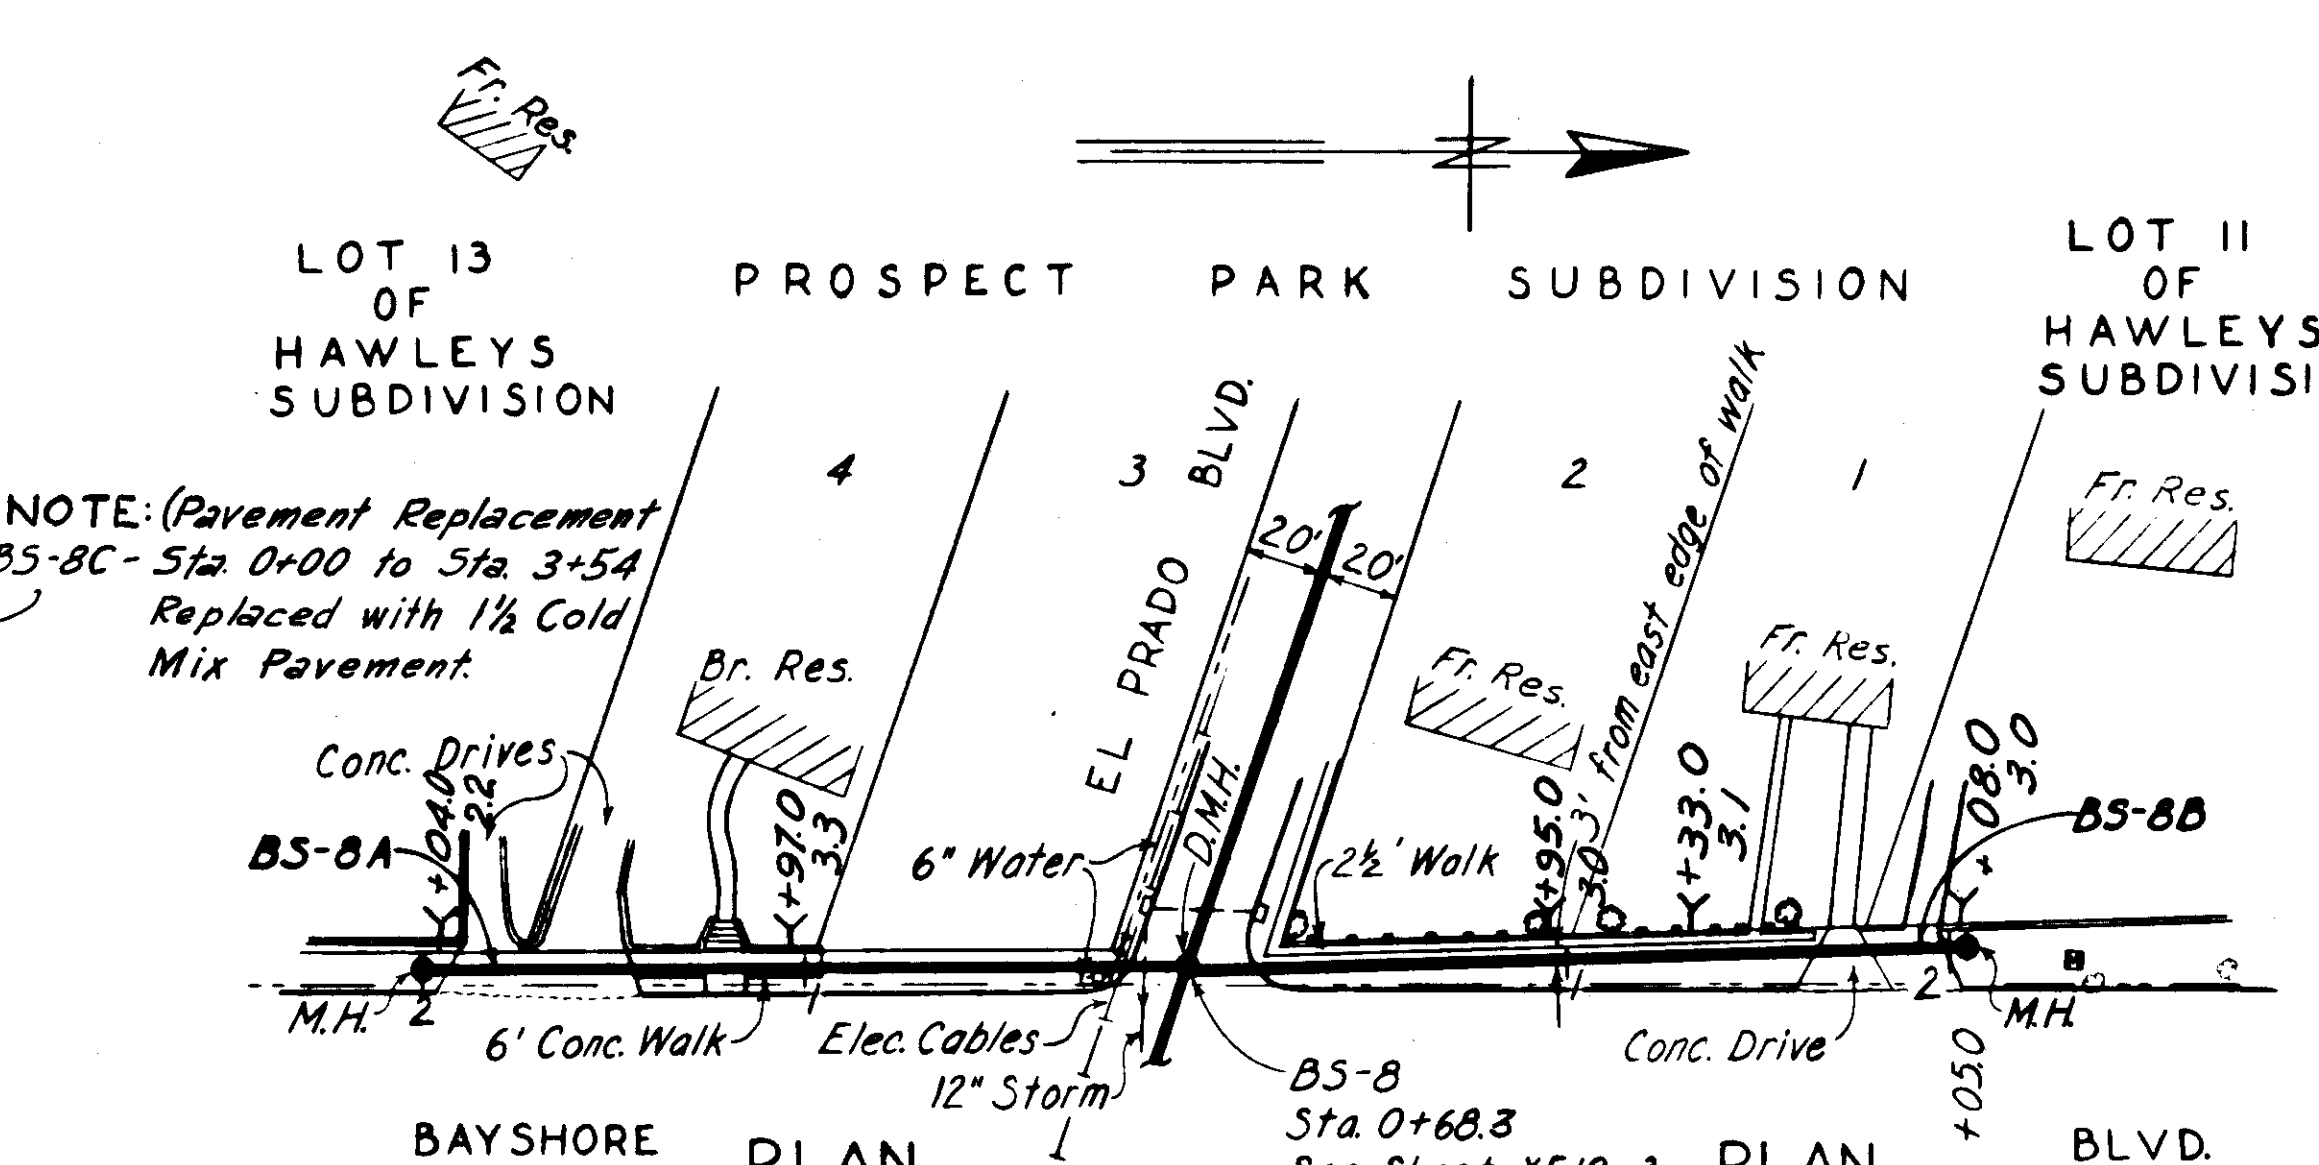 Fr. Res.
N
LOT 13
OF
HAWLEYS
SUBDIVISION
PROSPECT PARK SUBDIVISION
LOT 11
OF
HAWLEYS
SUBDIVISI
4
3
2
1
EL PRADO BLVD.
20'
20'
3' from east edge of walk
NOTE: (Pavement Replacement
BS-8C - Sta. 0+00 to Sta. 3+54
Replaced with 1½ Cold
Mix Pavement.
Fr. Res.
Br. Res.
Fr. Res.
Fr. Res.
Conc. Drives
+04.0
2.2
BS-8A
+97.0
3.3
6" Water
D.M.H.
2½' Walk
+95.0
3.0
+33.0
3.1
+08.0
3.0
BS-8B
M.H.
2
6' Conc. Walk
Elec. Cables
12" Storm
BS-8
Sta. 0+68.3
Conc. Drive
2
M.H.
+05.0
BAYSHORE
PLAN
PLAN
BLVD.